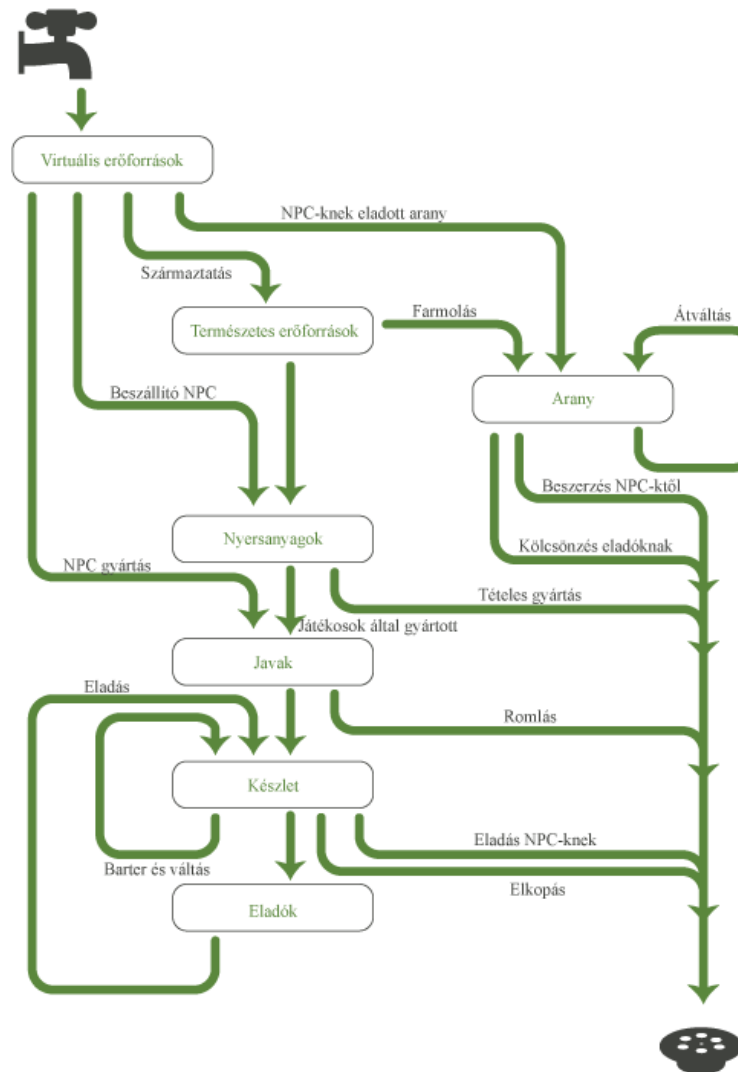 Virtuális erőforrások
NPC-knek eladott arany
Származtatás
Természetes erőforrások
Farmolás
Átváltás
Beszállító NPC
Arany
Beszerzés NPC-ktől
Nyersanyagok
Kölcsönzés eladóknak
NPC gyártás
Tételes gyártás
Játékosok által gyártott
Javak
Eladás
Romlás
Készlet
Eladás NPC-knek
Barter és váltás
Elkopás
Eladók